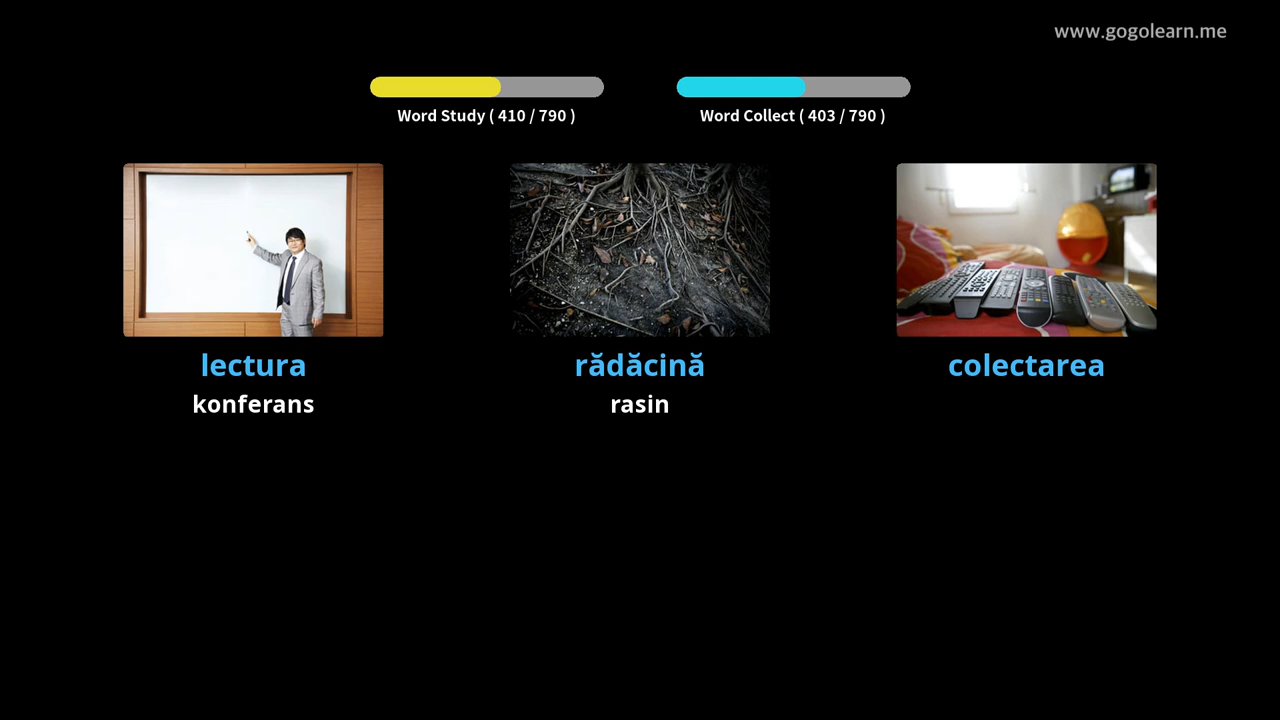 www.gogolearn.me
Word Study ( 410 / 790 )
Word Collect ( 403 / 790 )
lectura
konferans
rădăcină
rasin
colectarea